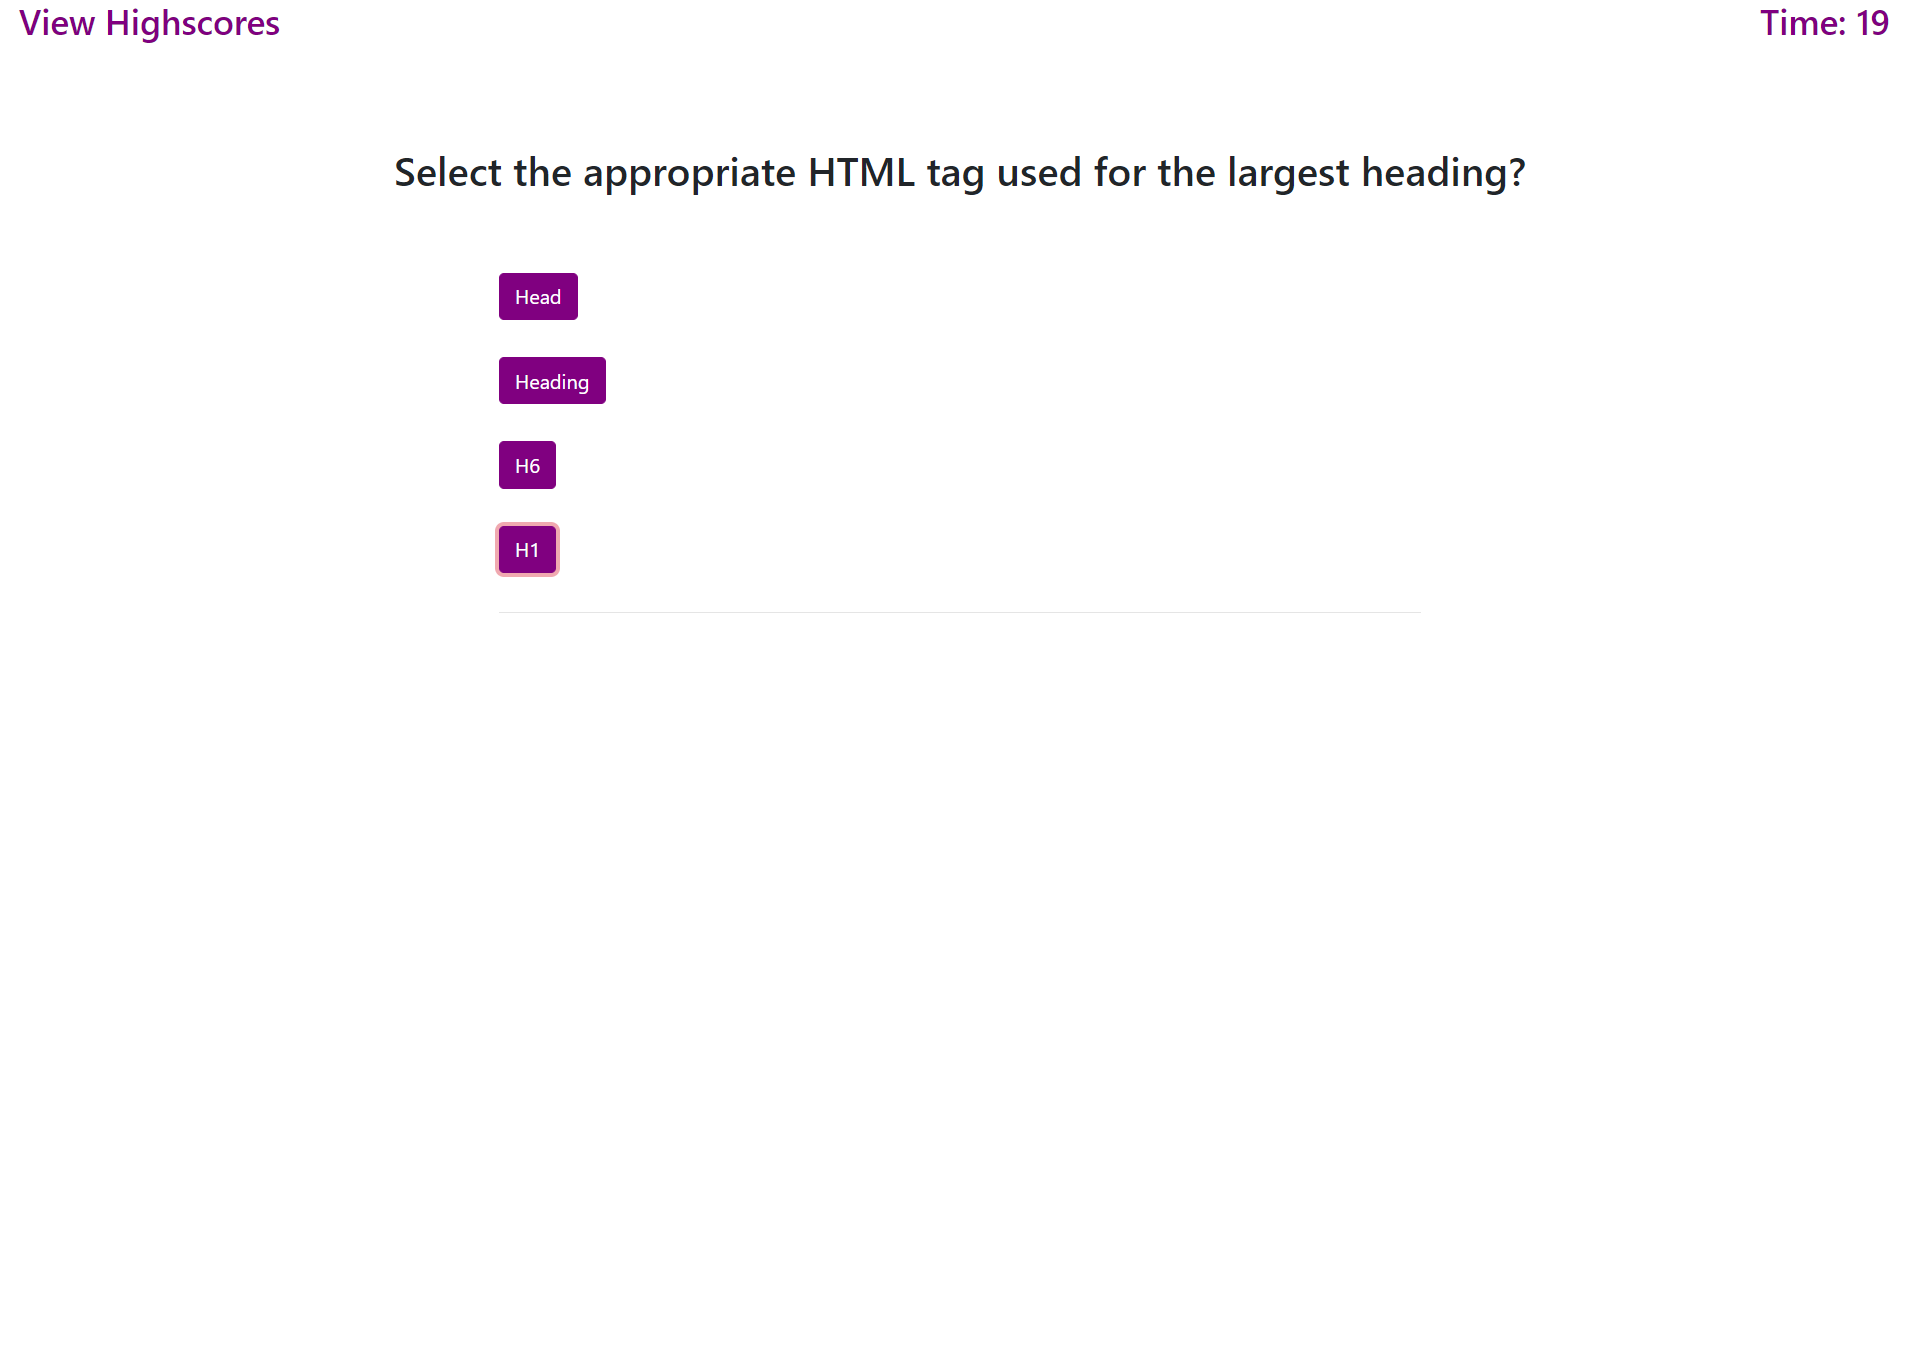 View Highscores
Time: 19
Select the appropriate HTML tag used for the largest heading?
Head
Heading
H6
H1